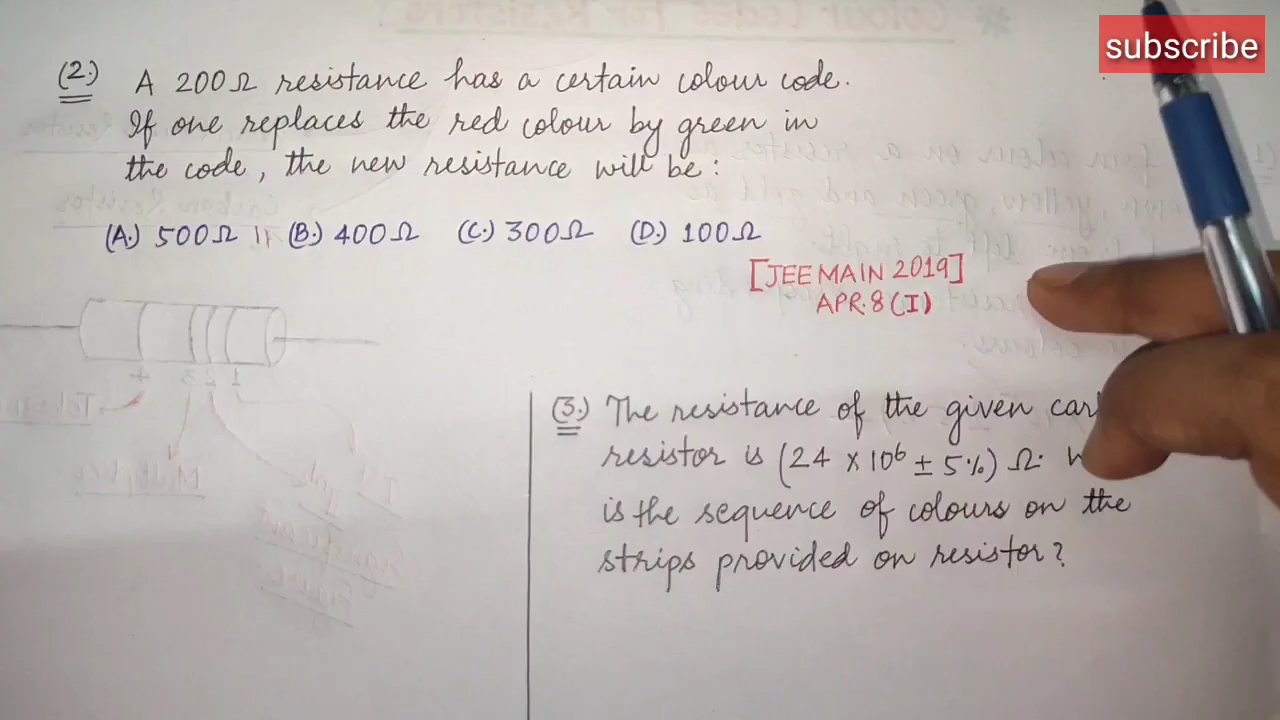 subscribe
(2.) A 200Ω resistance has a certain colour code.
If one replaces the red colour by green in
the code, the new resistance will be:
(A.) 500Ω (B.) 400Ω (C.) 300Ω (D.) 100Ω
[JEE MAIN 2019]
APR.8(I)
(3.) The resistance of the given
resistor is (24 × 10⁶ ± 5%) Ω.
is the sequence of colours on the
strips provided on resistor?